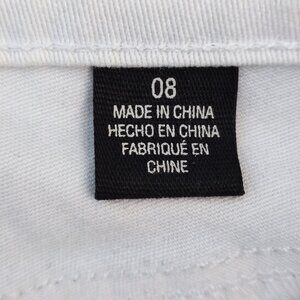 08
MADE IN CHINA
HECHO EN CHINA
FABRIQUÉ EN
CHINE